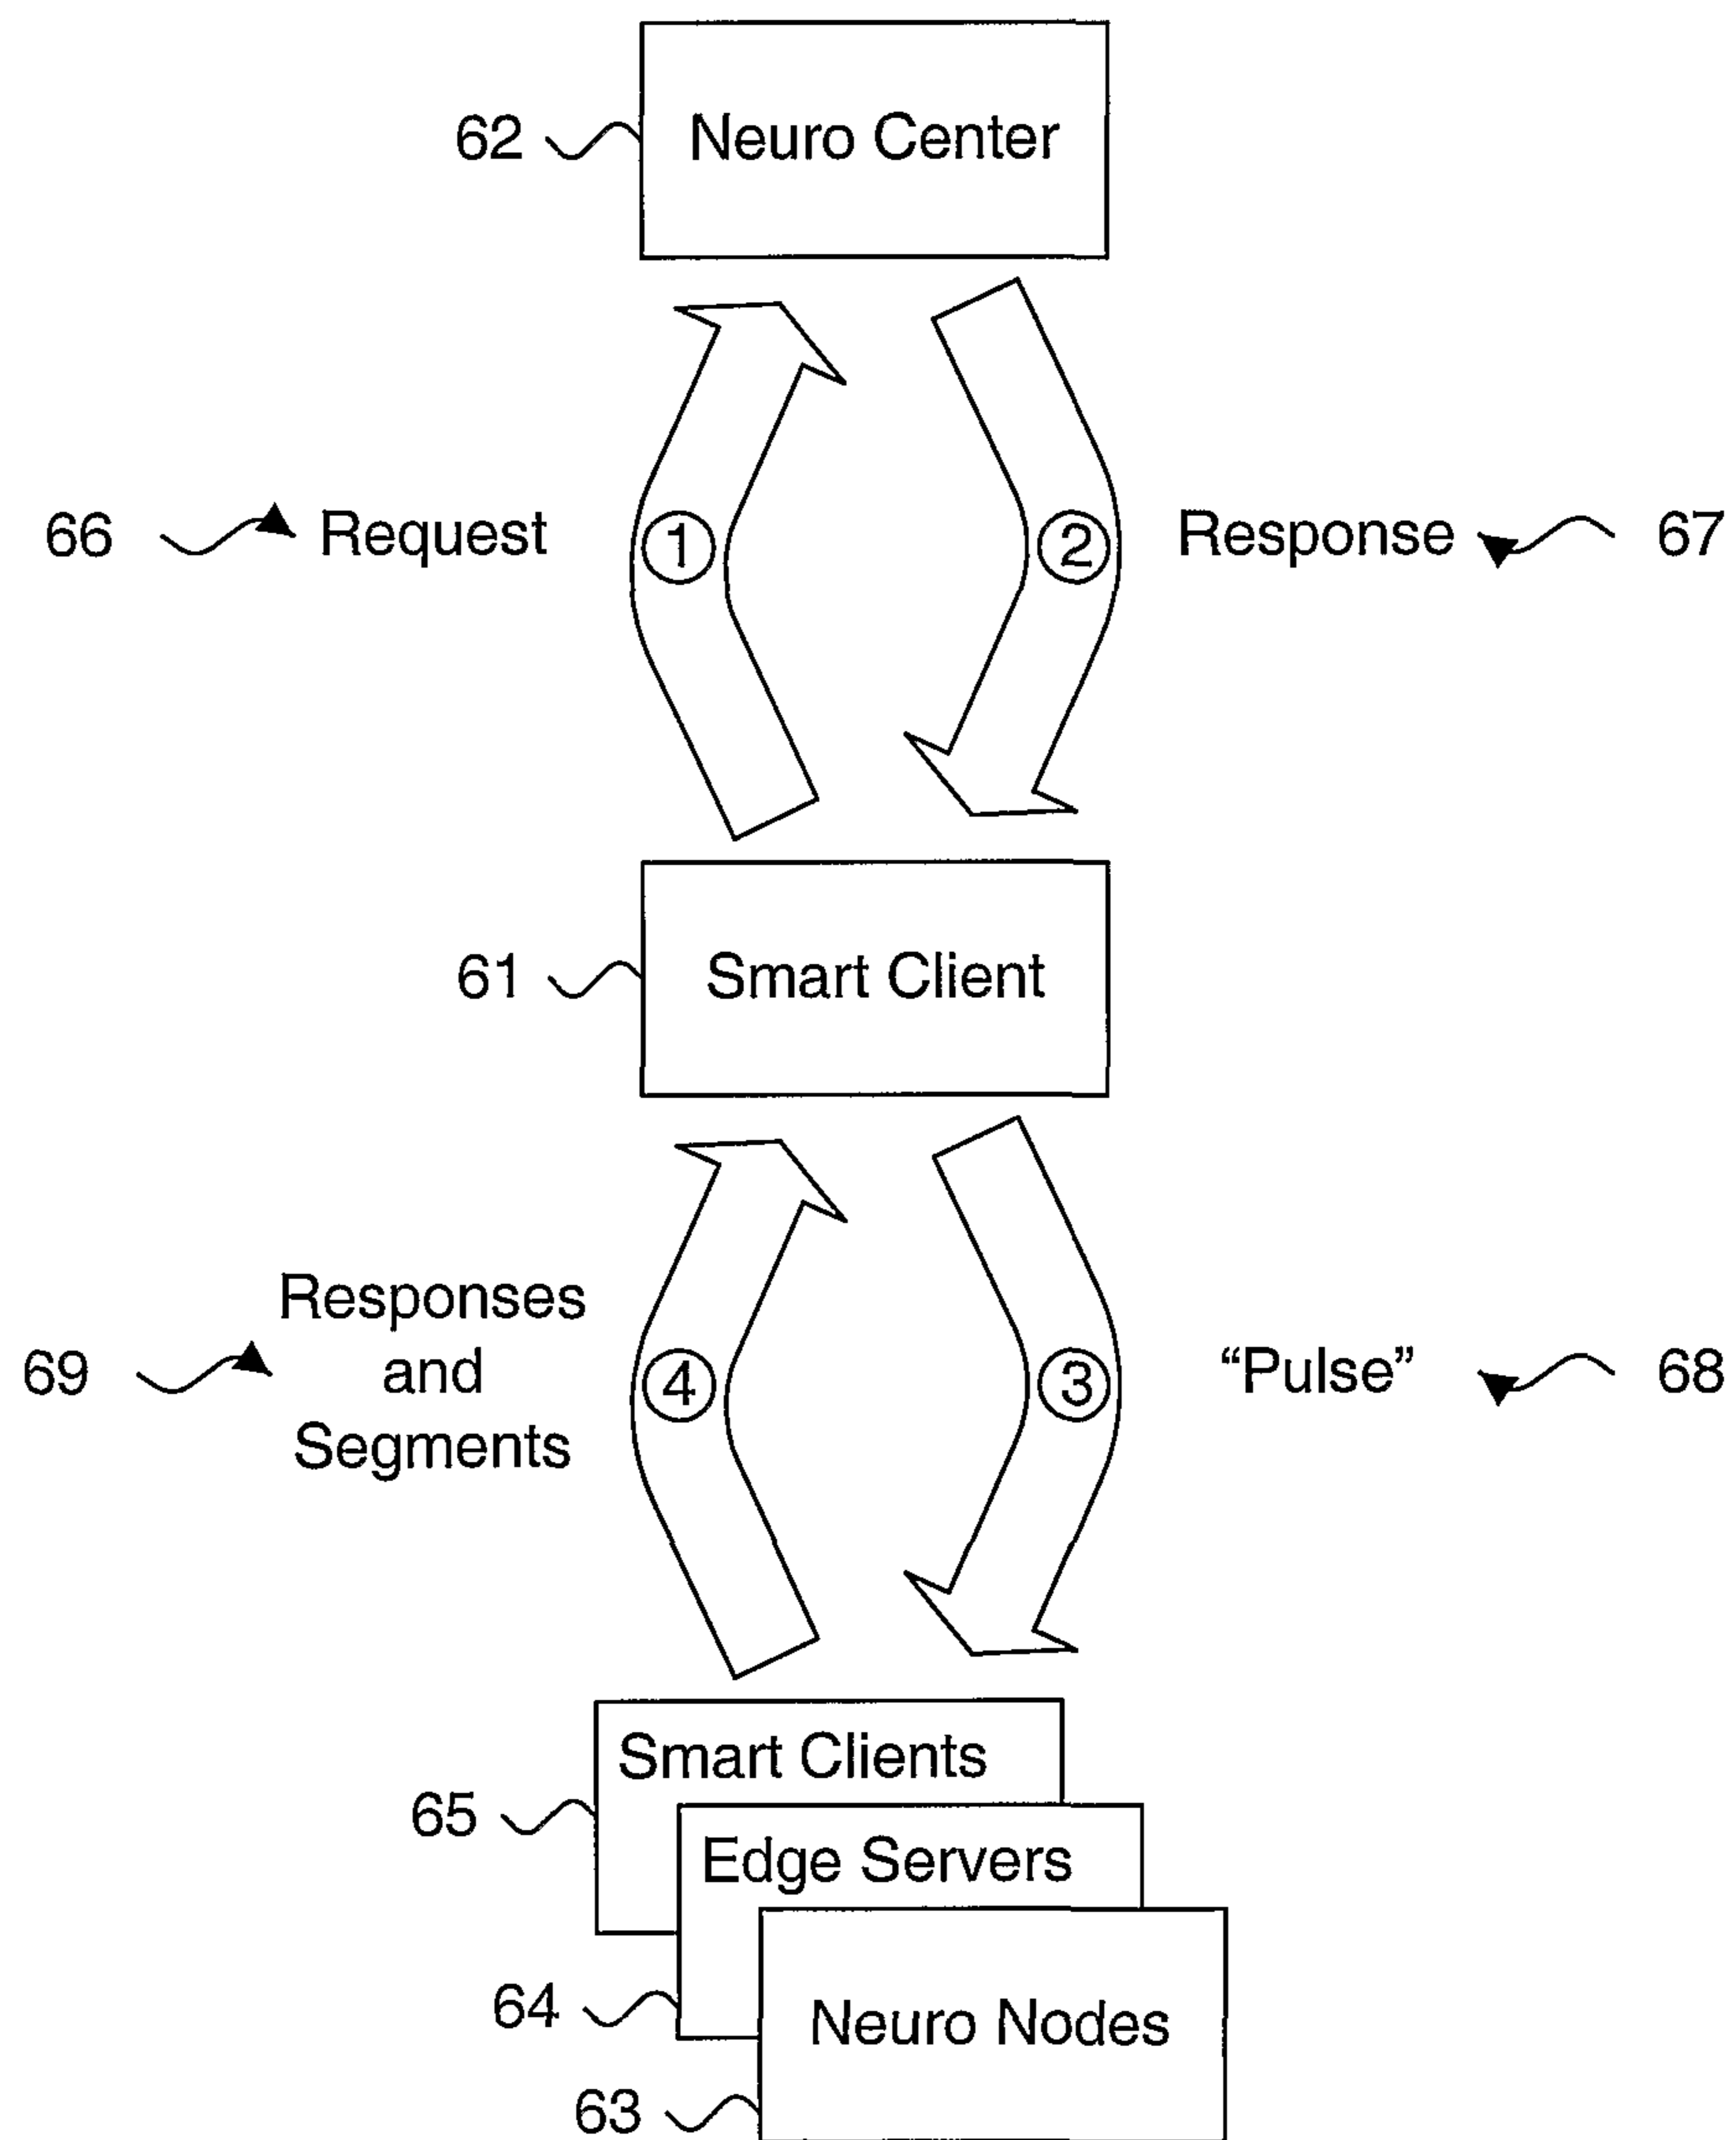 62 Neuro Center
66 Request 1 2 Response 67
61 Smart Client
Responses
69 and 4 3 “Pulse” 68
Segments
Smart Clients
65
Edge Servers
64 Neuro Nodes
63